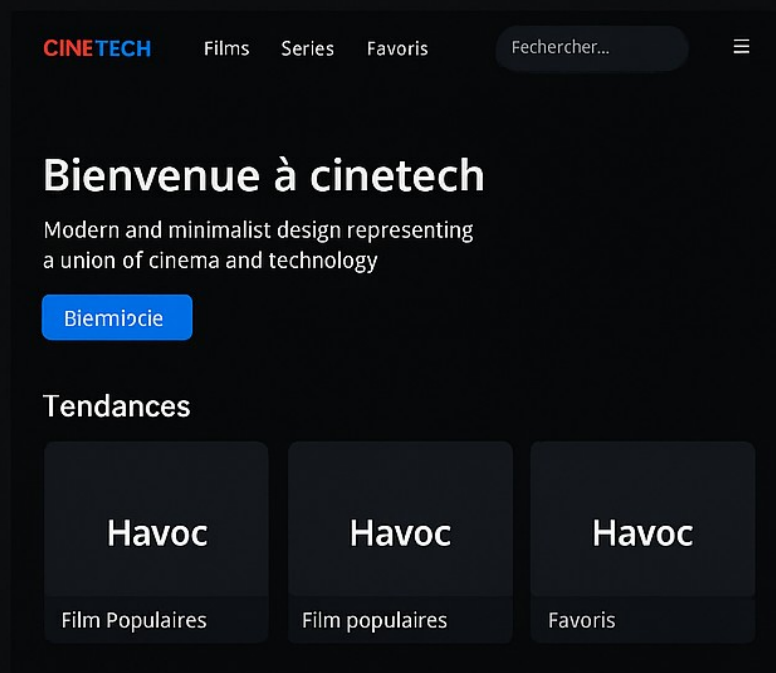 CINETECH Films Series Favoris Fechercher...
Bienvenue à cinetech
Modern and minimalist design representing
a union of cinema and technology
Tendances
Havoc Havoc Havoc
Film Populaires Film populaires Favoris